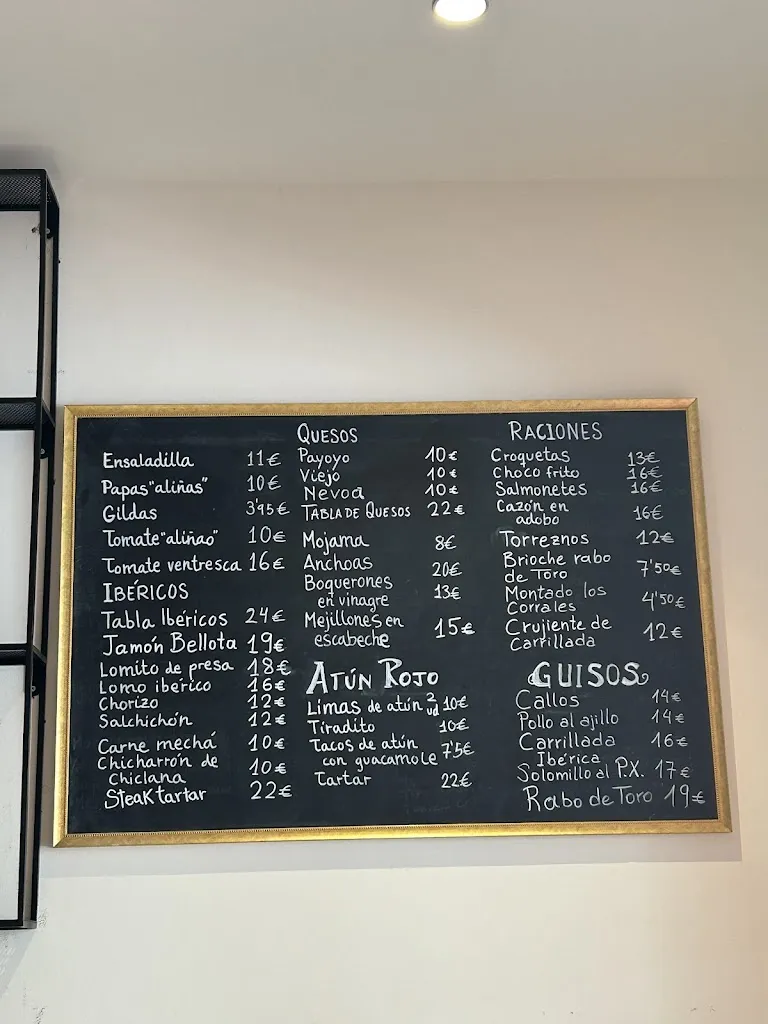 Ensaladilla 11€
Papas "aliñas" 10€
Gildas 3'95€
Tomate "aliñao" 10€
Tomate ventresca 16€
IBÉRICOS
Tabla Ibéricos 24€
Jamón Bellota 19€
Lomito de presa 18€
Lomo ibérico 16€
Chorizo 12€
Salchichón 12€
Carne mechá 10€
Chicharrón de
Chiclana 10€
Steak tartar 22€
QUESOS
Payoyo 10€
Viejo 10€
Nevoa 10€
TABLA DE QUESOS 22€
Mojama 8€
Anchoas 20€
Boquerones
en vinagre 13€
Mejillones en
escabeche 15€
ATÚN ROJO
Limas de atún 2 ud 10€
Tiradito 10€
Tacos de atún
con guacamole 7'5€
Tartar 22€
RACIONES
Croquetas 13€
Choco frito 16€
Salmonetes 16€
Cazón en
adobo 16€
Torreznos 12€
Brioche rabo
de Toro 7'50€
Montado los
Corrales 4'50€
Crujiente de
Carrillada 12€
GUISOS
Callos 14€
Pollo al ajillo 14€
Carrillada 16€
Ibérica
Solomillo al P.X. 17€
Rabo de Toro 19€